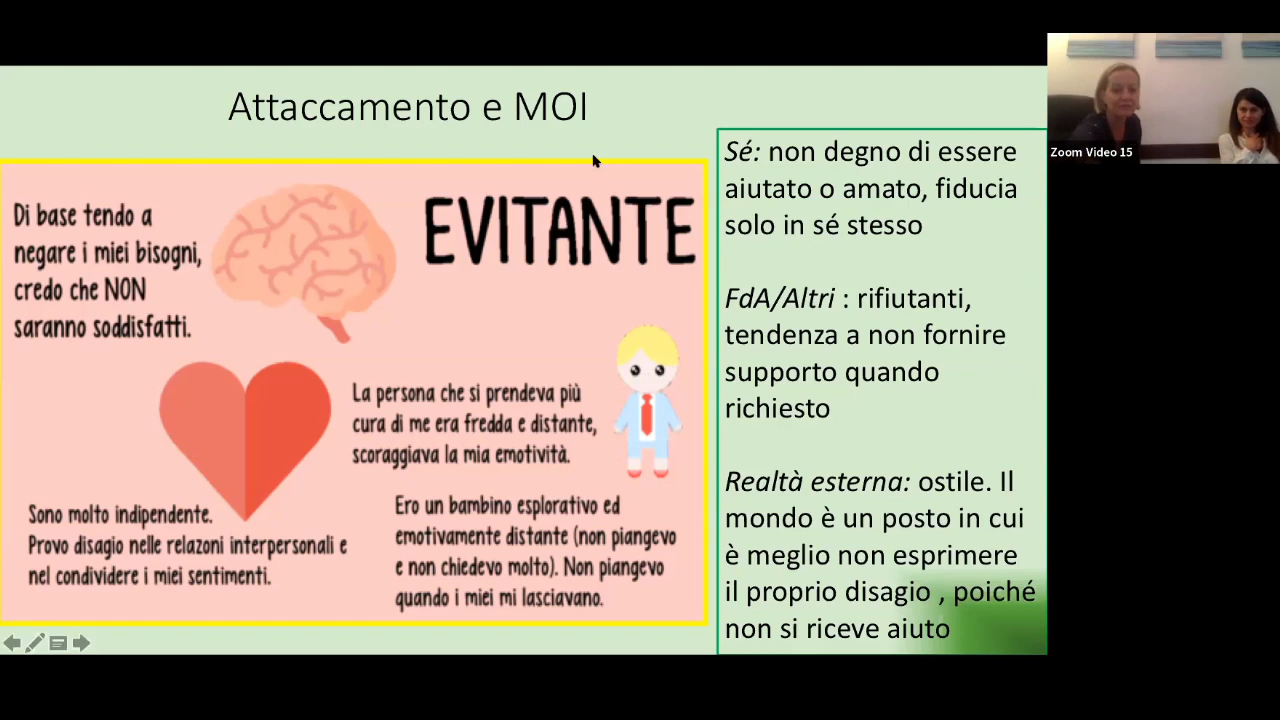 Attaccamento e MOI
Di base tendo a
negare i miei bisogni,
credo che NON
saranno soddisfatti.
EVITANTE
La persona che si prendeva più
cura di me era fredda e distante,
scoraggiava la mia emotività.
Sono molto indipendente.
Provo disagio nelle relazoni interpersonali e
nel condividere i miei sentimenti.
Ero un bambino esplorativo ed
emotivamente distante (non piangevo
e non chiedevo molto). Non piangevo
quando i miei mi lasciavano.
Sé: non degno di essere
aiutato o amato, fiducia
solo in sé stesso
FdA/Altri : rifiutanti,
tendenza a non fornire
supporto quando
richiesto
Realtà esterna: ostile. Il
mondo è un posto in cui
è meglio non esprimere
il proprio disagio , poiché
non si riceve aiuto
Zoom Video 15